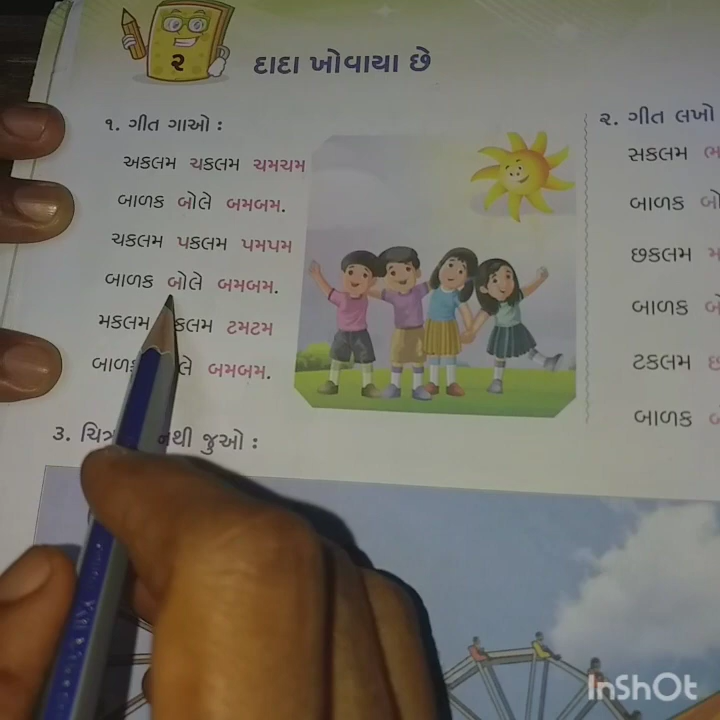 ૨
દાદા ખોવાયા છે
૧. ગીત ગાઓ :
અકલમ ચકલમ ચમચમ
બાળક બોલે બમબમ.
ચકલમ પકલમ પમપમ
બાળક બોલે બમબમ.
મકલમ ટમટમ
બમબમ.
૨. ગીત લખો
સકલમ
બાળક
છકલમ
બાળક
ટકલમ
બાળક
૩. જુઓ :
InShOt